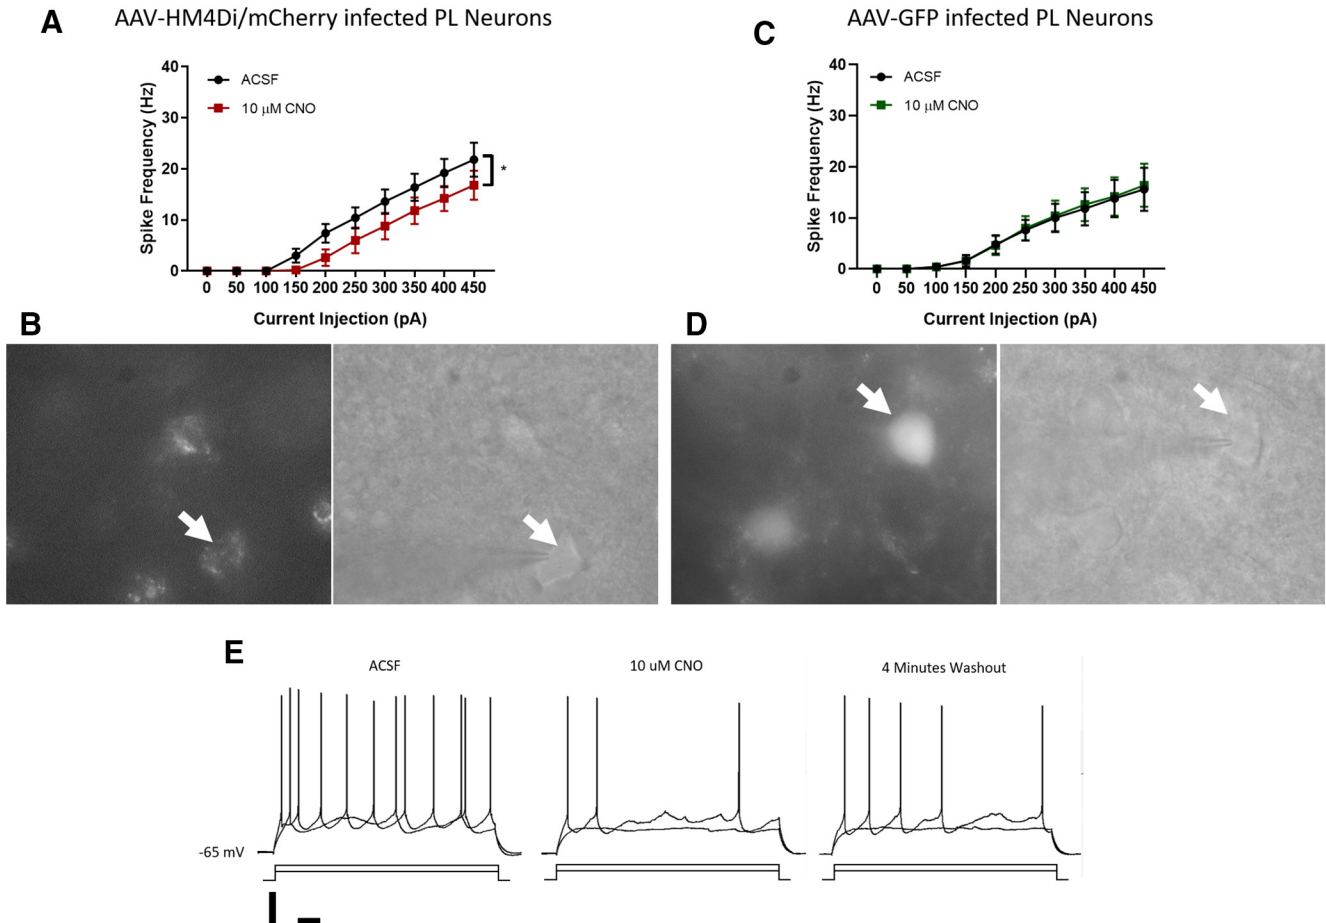 A
AAV-HM4Di/mCherry infected PL Neurons
40
30
20
10
0
Spike Frequency (Hz)
ACSF
10 µM CNO
*
0 50 100 150 200 250 300 350 400 450
Current Injection (pA)
C
AAV-GFP infected PL Neurons
40
30
20
10
0
Spike Frequency (Hz)
ACSF
10 µM CNO
0 50 100 150 200 250 300 350 400 450
Current Injection (pA)
B
D
E
ACSF
10 uM CNO
4 Minutes Washout
-65 mV